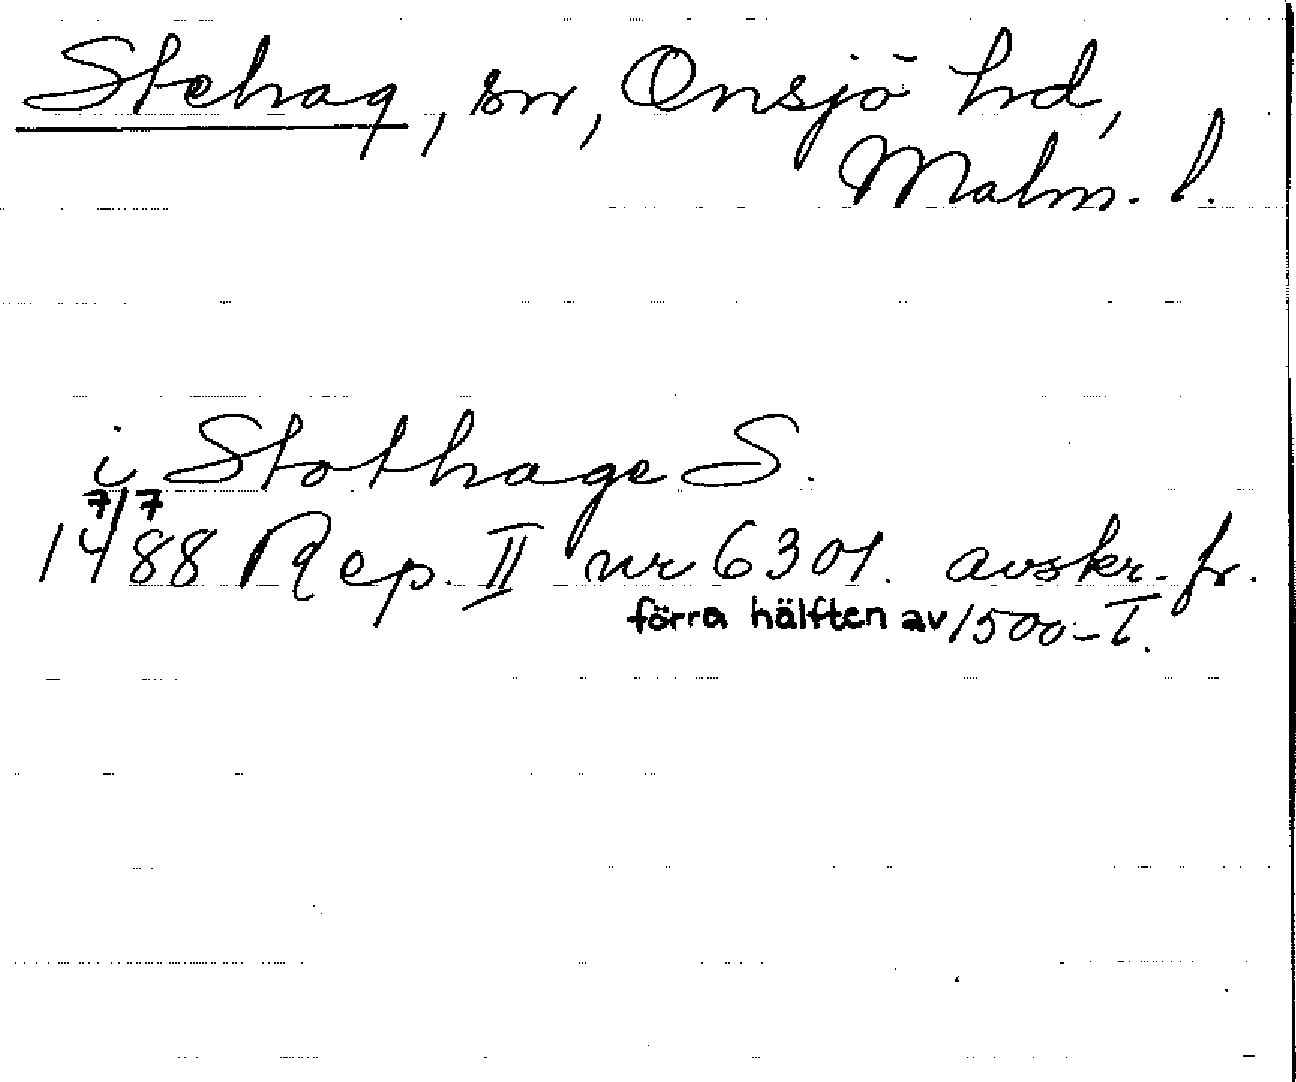 Stehag, sn, Onsjö hd,
Malm. l.
i Stothage S.
7/7
1488 Rep. II nr 6301. avskr. fr.
förra hälften av 1500-T.